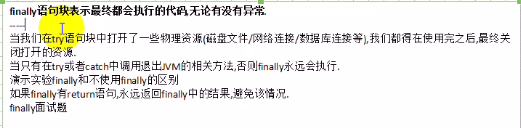 finally语句块表示最终都会执行的代码,无论有没有异常.
----
当我们在try语句块中打开了一些物理资源(磁盘文件/网络连接/数据库连接等),我们都得在使用完之后,最终关
闭打开的资源.
当只有在try或者catch中调用退出JVM的相关方法,否则finally永远会执行.
演示实验finally和不使用finally的区别
如果finally有return语句,永远返回finally中的结果,避免该情况.
finally面试题